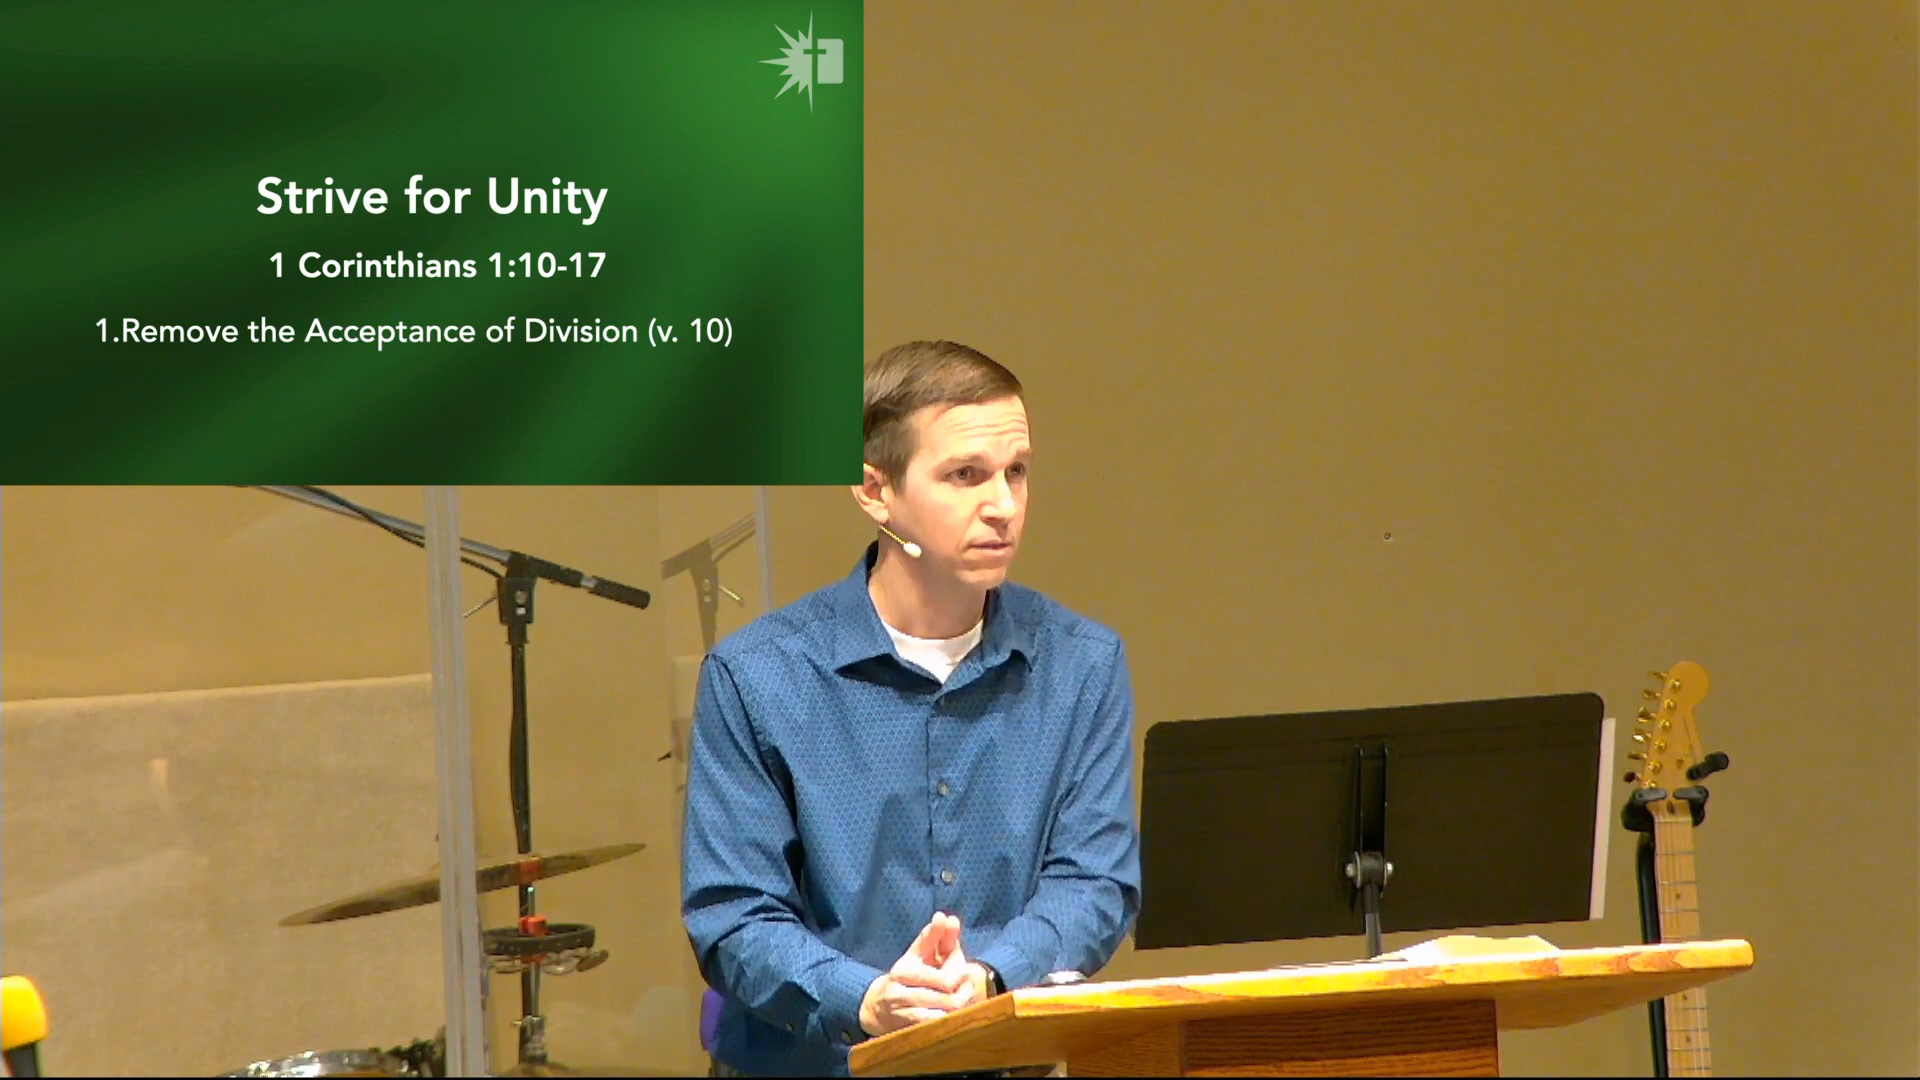 Strive for Unity
1 Corinthians 1:10-17
1.Remove the Acceptance of Division (v. 10)